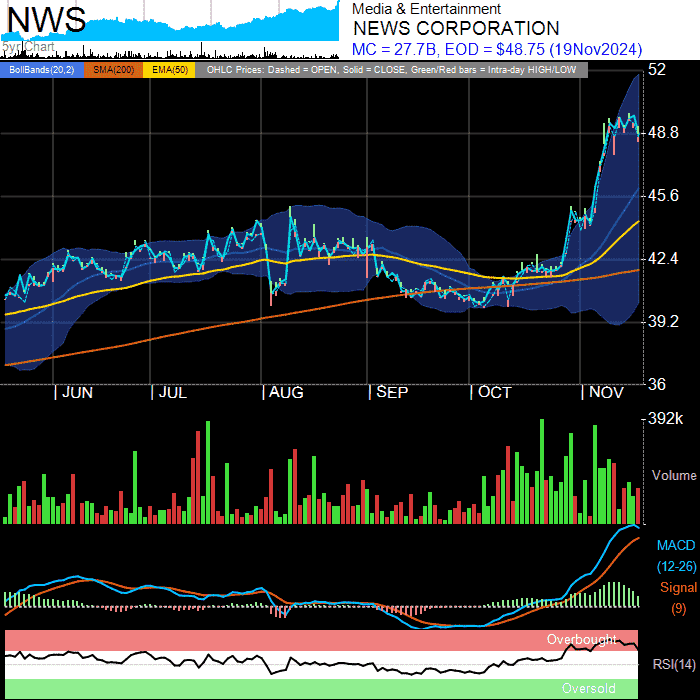 NWS
5yr Chart
Media & Entertainment
NEWS CORPORATION
MC = 27.7B, EOD = $48.75 (19Nov2024)
BollBands(20,2) SMA(200) EMA(50) OHLC Prices: Dashed = OPEN, Solid = CLOSE, Green/Red bars = Intra-day HIGH/LOW
52
48.8
45.6
42.4
39.2
36
JUN JUL AUG SEP OCT NOV
392k
Volume
MACD
(12-26)
Signal
(9)
Overbought
RSI(14)
Oversold